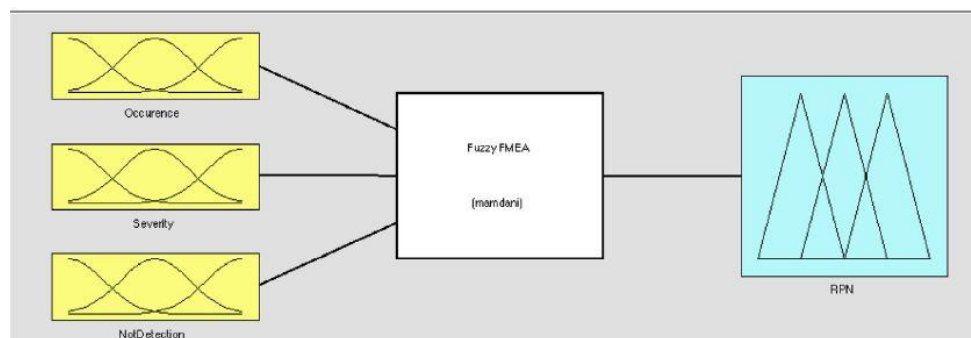 Occurence
Severity
NotDetection
Fuzzy FMEA
(mamdani)
RPN